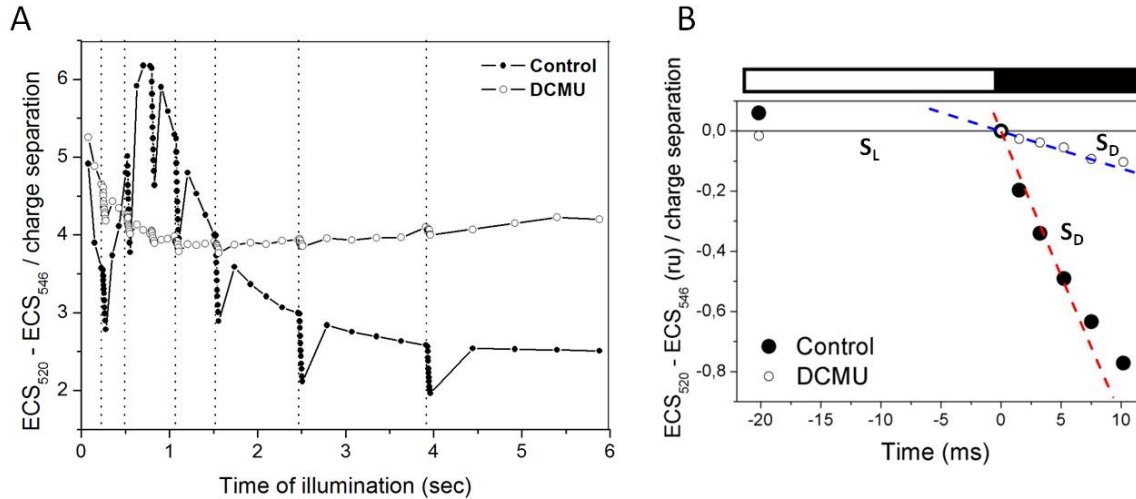 A
ECS520 - ECS546 / charge separation
6
5
4
3
2
Control
DCMU
0
1
2
3
4
5
6
Time of illumination (sec)
B
ECS520 - ECS546 (ru) / charge separation
0,0
-0,2
-0,4
-0,6
-0,8
SL
SD
SD
Control
DCMU
-20
-15
-10
-5
0
5
10
Time (ms)